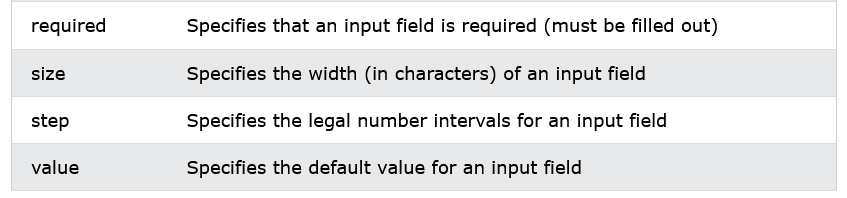 required Specifies that an input field is required (must be filled out)
size Specifies the width (in characters) of an input field
step Specifies the legal number intervals for an input field
value Specifies the default value for an input field